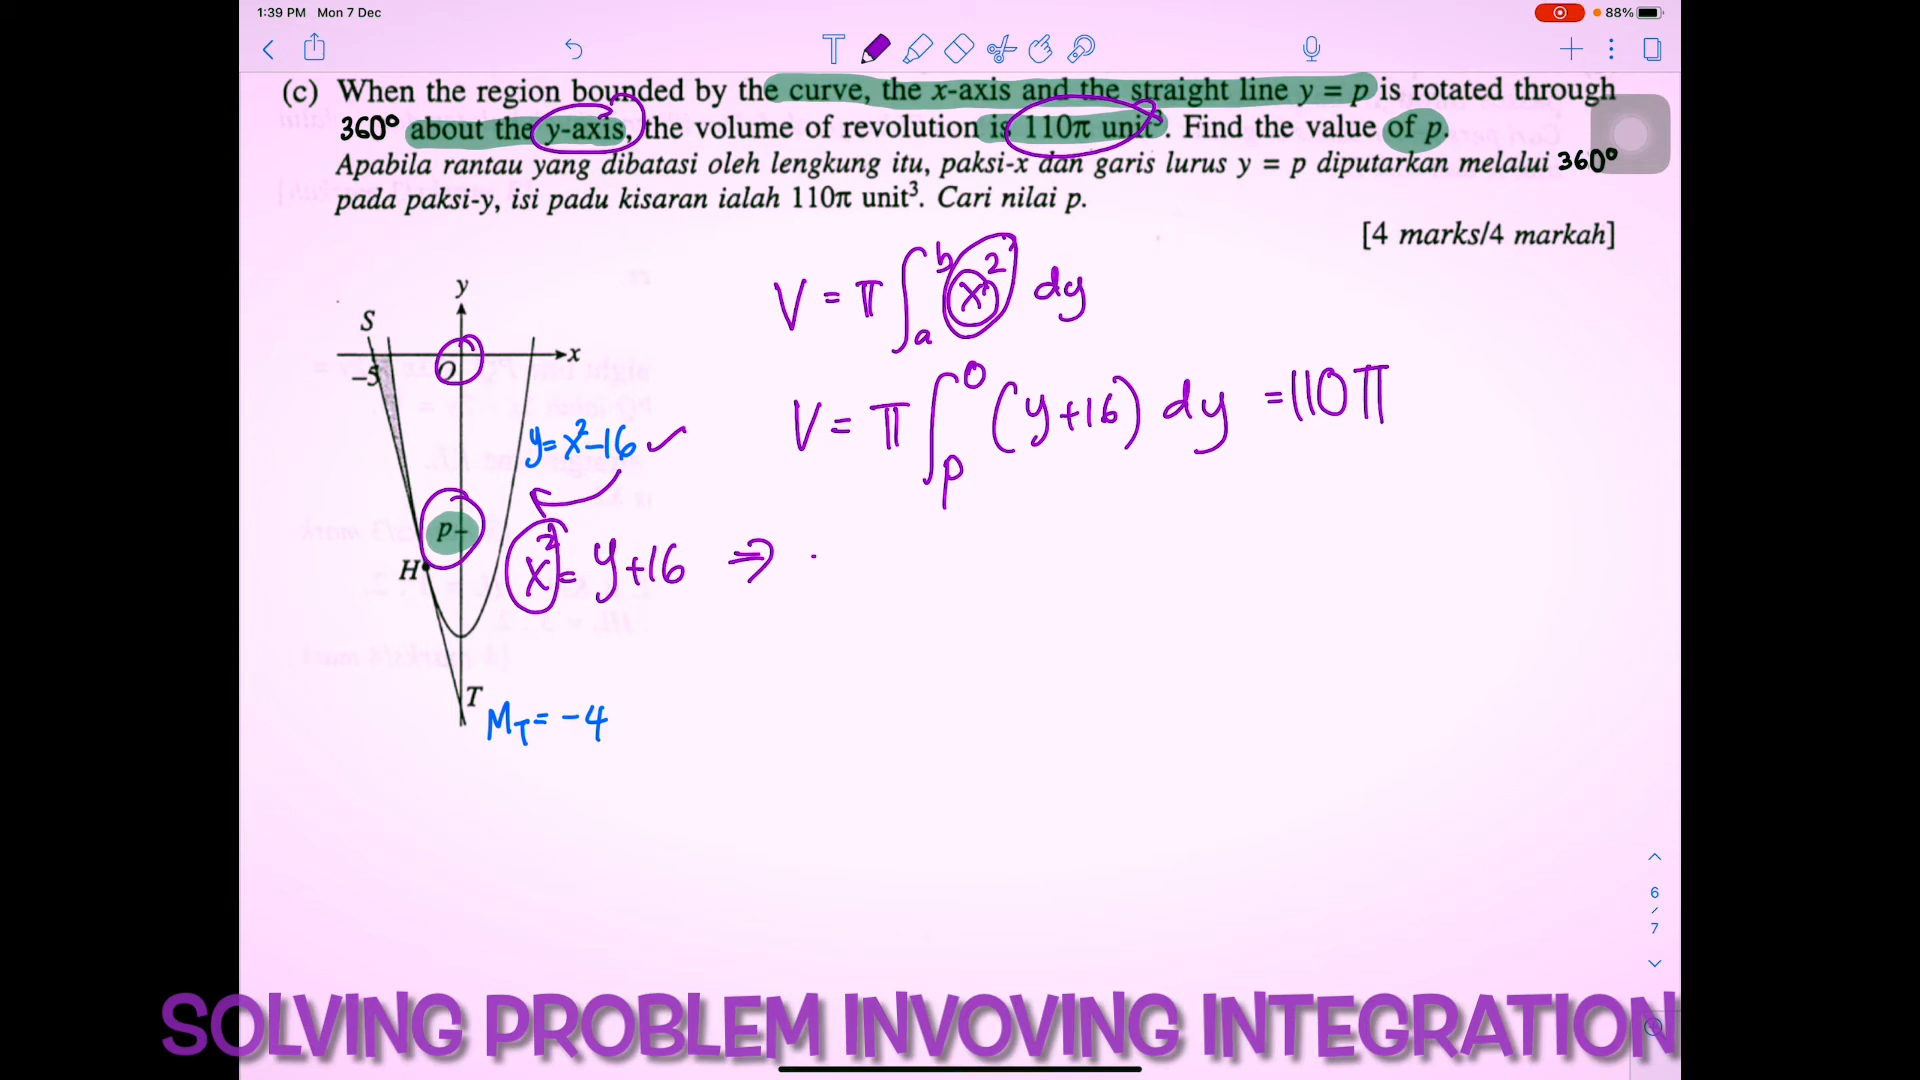 1:39 PM Mon 7 Dec
88%
(c) When the region bounded by the curve, the x-axis and the straight line y = p is rotated through
360° about the y-axis, the volume of revolution is 110π unit³. Find the value of p.
Apabila rantau yang dibatasi oleh lengkung itu, paksi-x dan garis lurus y = p diputarkan melalui 360°
pada paksi-y, isi padu kisaran ialah 110π unit³. Cari nilai p.
[4 marks/4 markah]
V = π ∫ₐᵇ x² dy
y
S
x
-5
O
V = π ∫ₚ⁰ (y+16) dy = 110π
y = x²-16 ✓
p
H
x² = y+16 ⇒
T
M_T = -4
6
/
7
SOLVING PROBLEM INVOVING INTEGRATION